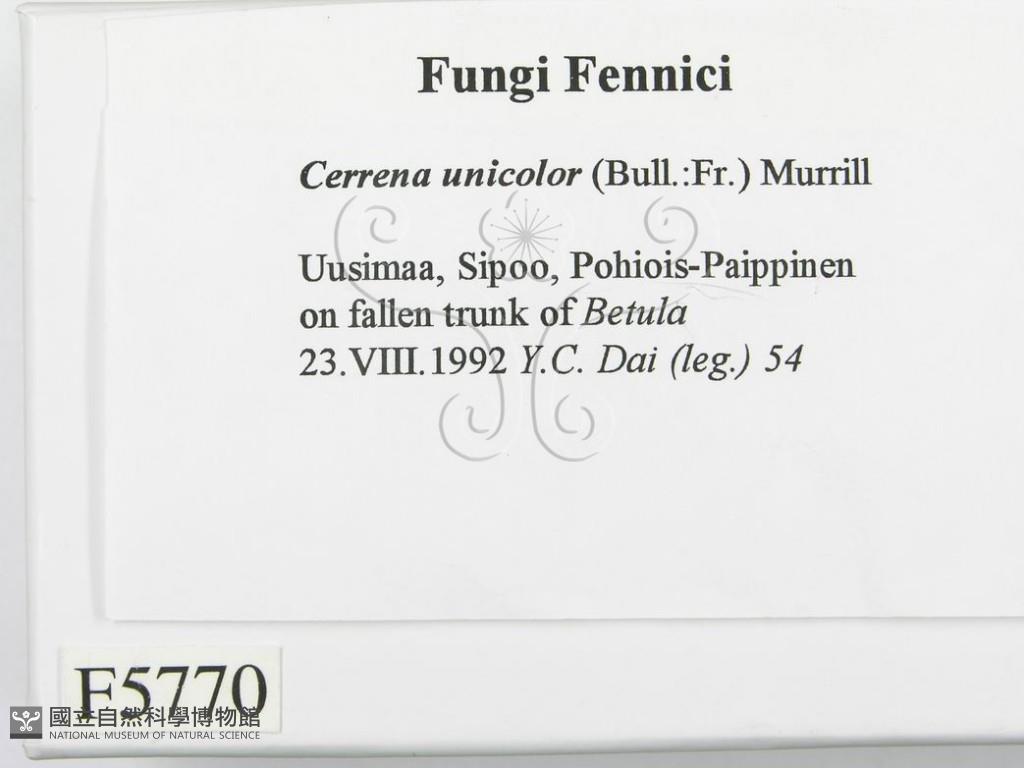 Fungi Fennici
Cerrena unicolor (Bull.:Fr.) Murrill
Uusimaa, Sipoo, Pohiois-Paippinen
on fallen trunk of Betula
23.VIII.1992 Y.C. Dai (leg.) 54
F5770
國立自然科學博物館
NATIONAL MUSEUM OF NATURAL SCIENCE